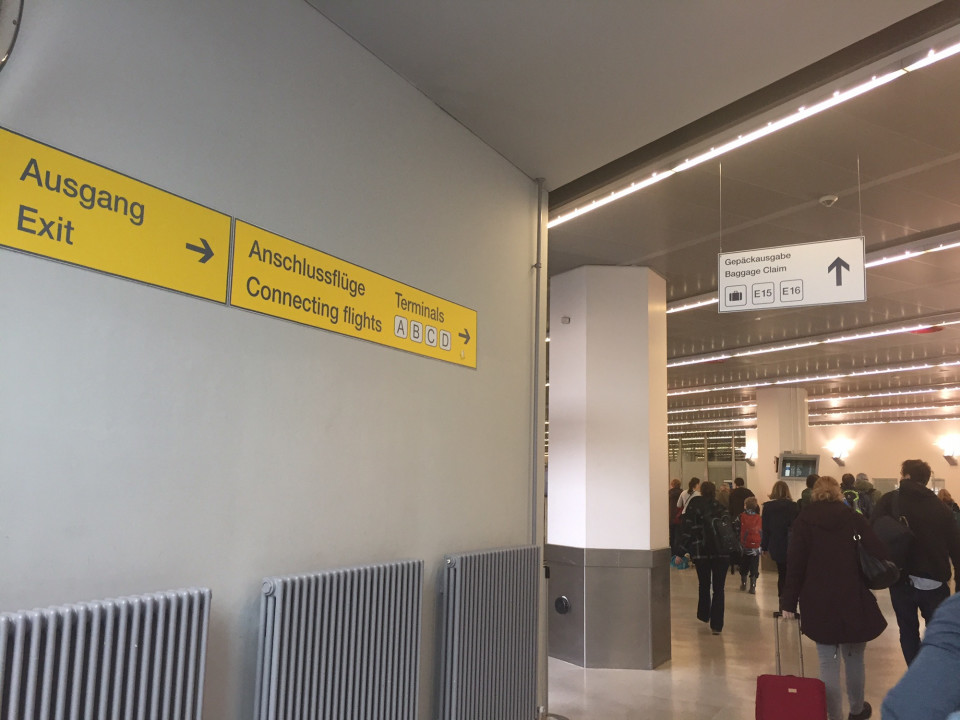 Ausgang
Exit
Anschlussflüge
Connecting flights
Terminals
A B C D
Gepäckausgabe
Baggage Claim
E15 E16